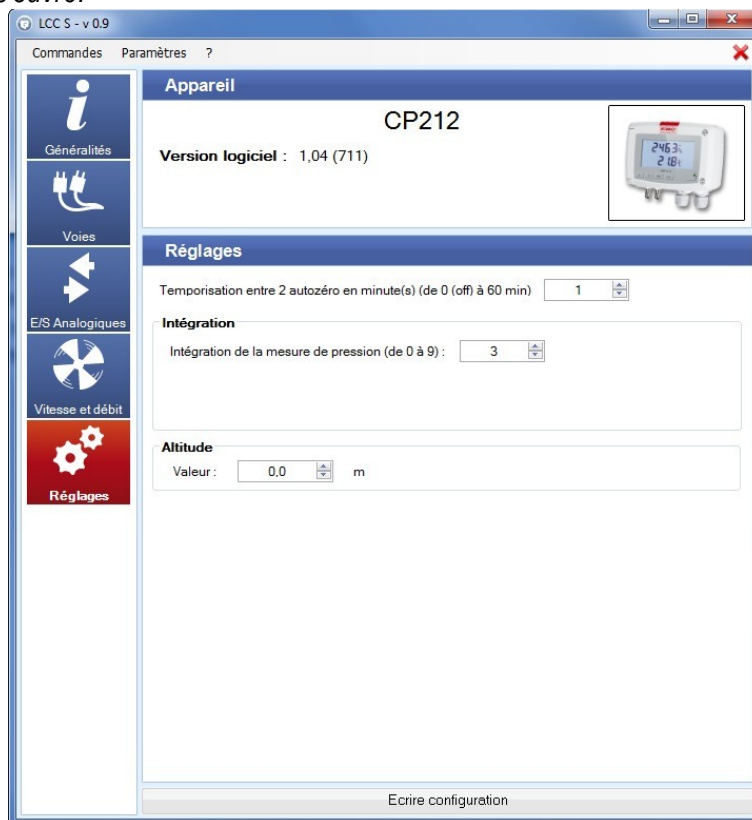 s'ouvre.
LCC S - v 0.9
Commandes Paramètres ?
Généralités
Voies
E/S Analogiques
Vitesse et débit
Réglages
Appareil
CP212
Version logiciel : 1,04 (711)
Réglages
Temporisation entre 2 autozéro en minute(s) (de 0 (off) à 60 min) 1
Intégration
Intégration de la mesure de pression (de 0 à 9) : 3
Altitude
Valeur : 0,0 m
Ecrire configuration